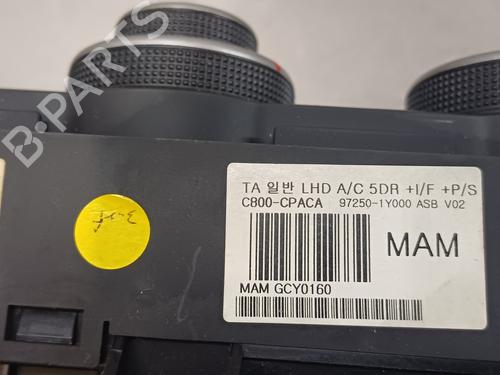 B-PARTS
TA 일반 LHD A/C 5DR +I/F +P/S
C800-CPACA 97250-1Y000 ASB V02
MAM
MAM GCY0160